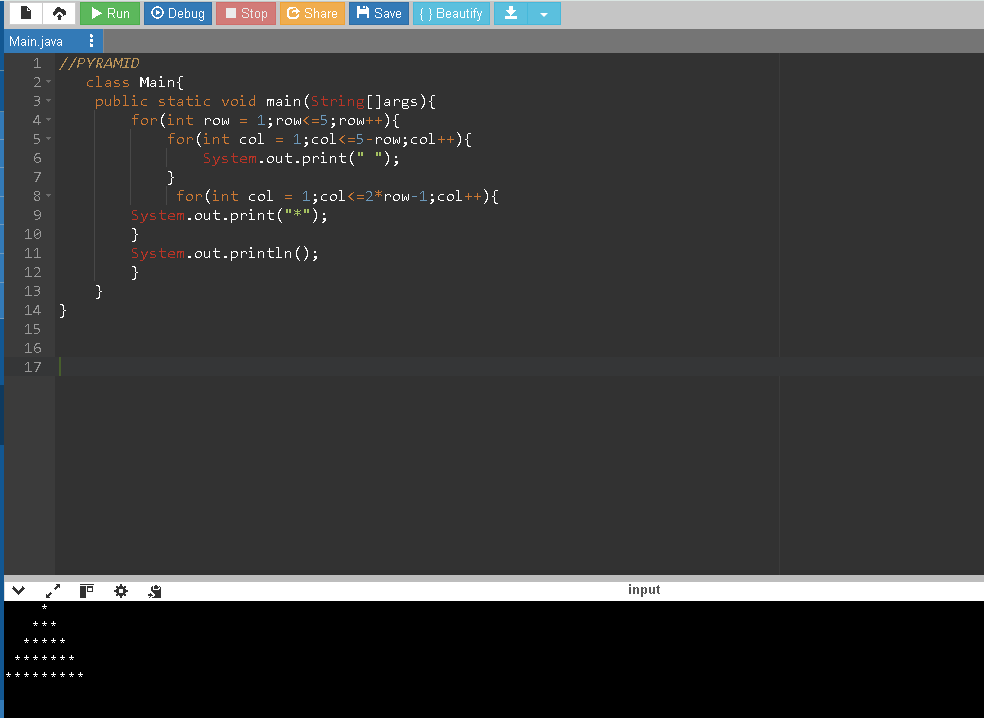 Run Debug Stop Share Save { } Beautify
Main.java
1 //PYRAMID
2    class Main{
3     public static void main(String[]args){
4         for(int row = 1;row<=5;row++){
5             for(int col = 1;col<=5-row;col++){
6                 System.out.print(" ");
7             }
8              for(int col = 1;col<=2*row-1;col++){
9         System.out.print("*");
10         }
11         System.out.println();
12         }
13     }
14 }
15
16
17
input
    *
   ***
  *****
 *******
*********